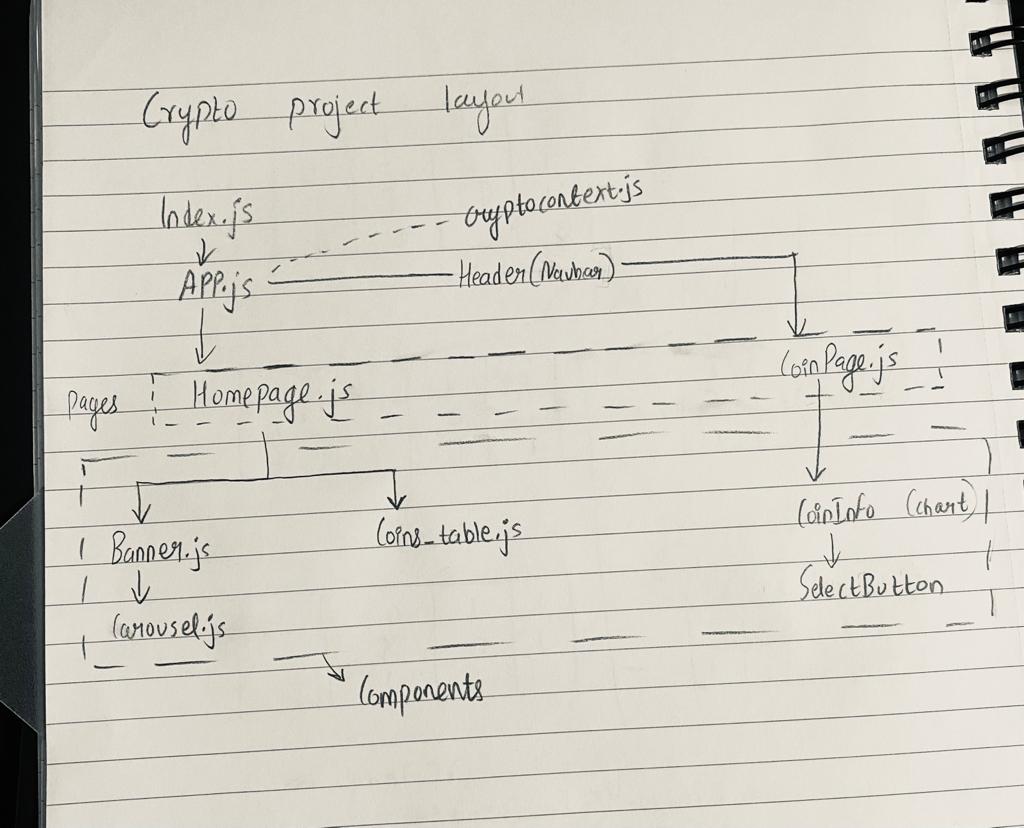 Crypto project layout
Index.js
cryptocontext.js
APP.js
Header(Navbar)
CoinPage.js
Pages
Homepage.js
CoinInfo (chart)
Banner.js
Coins_table.js
SelectButton
Carousel.js
Components